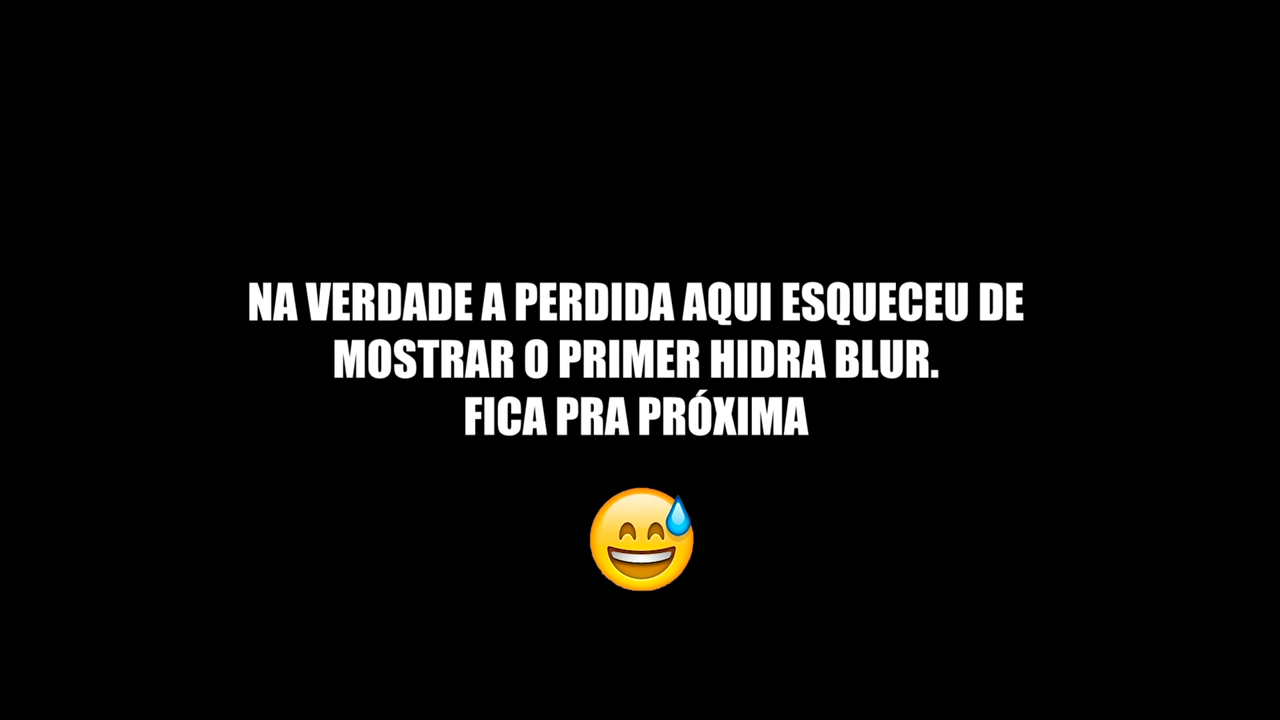 NA VERDADE A PERDIDA AQUI ESQUECEU DE
MOSTRAR O PRIMER HIDRA BLUR.
FICA PRA PRÓXIMA